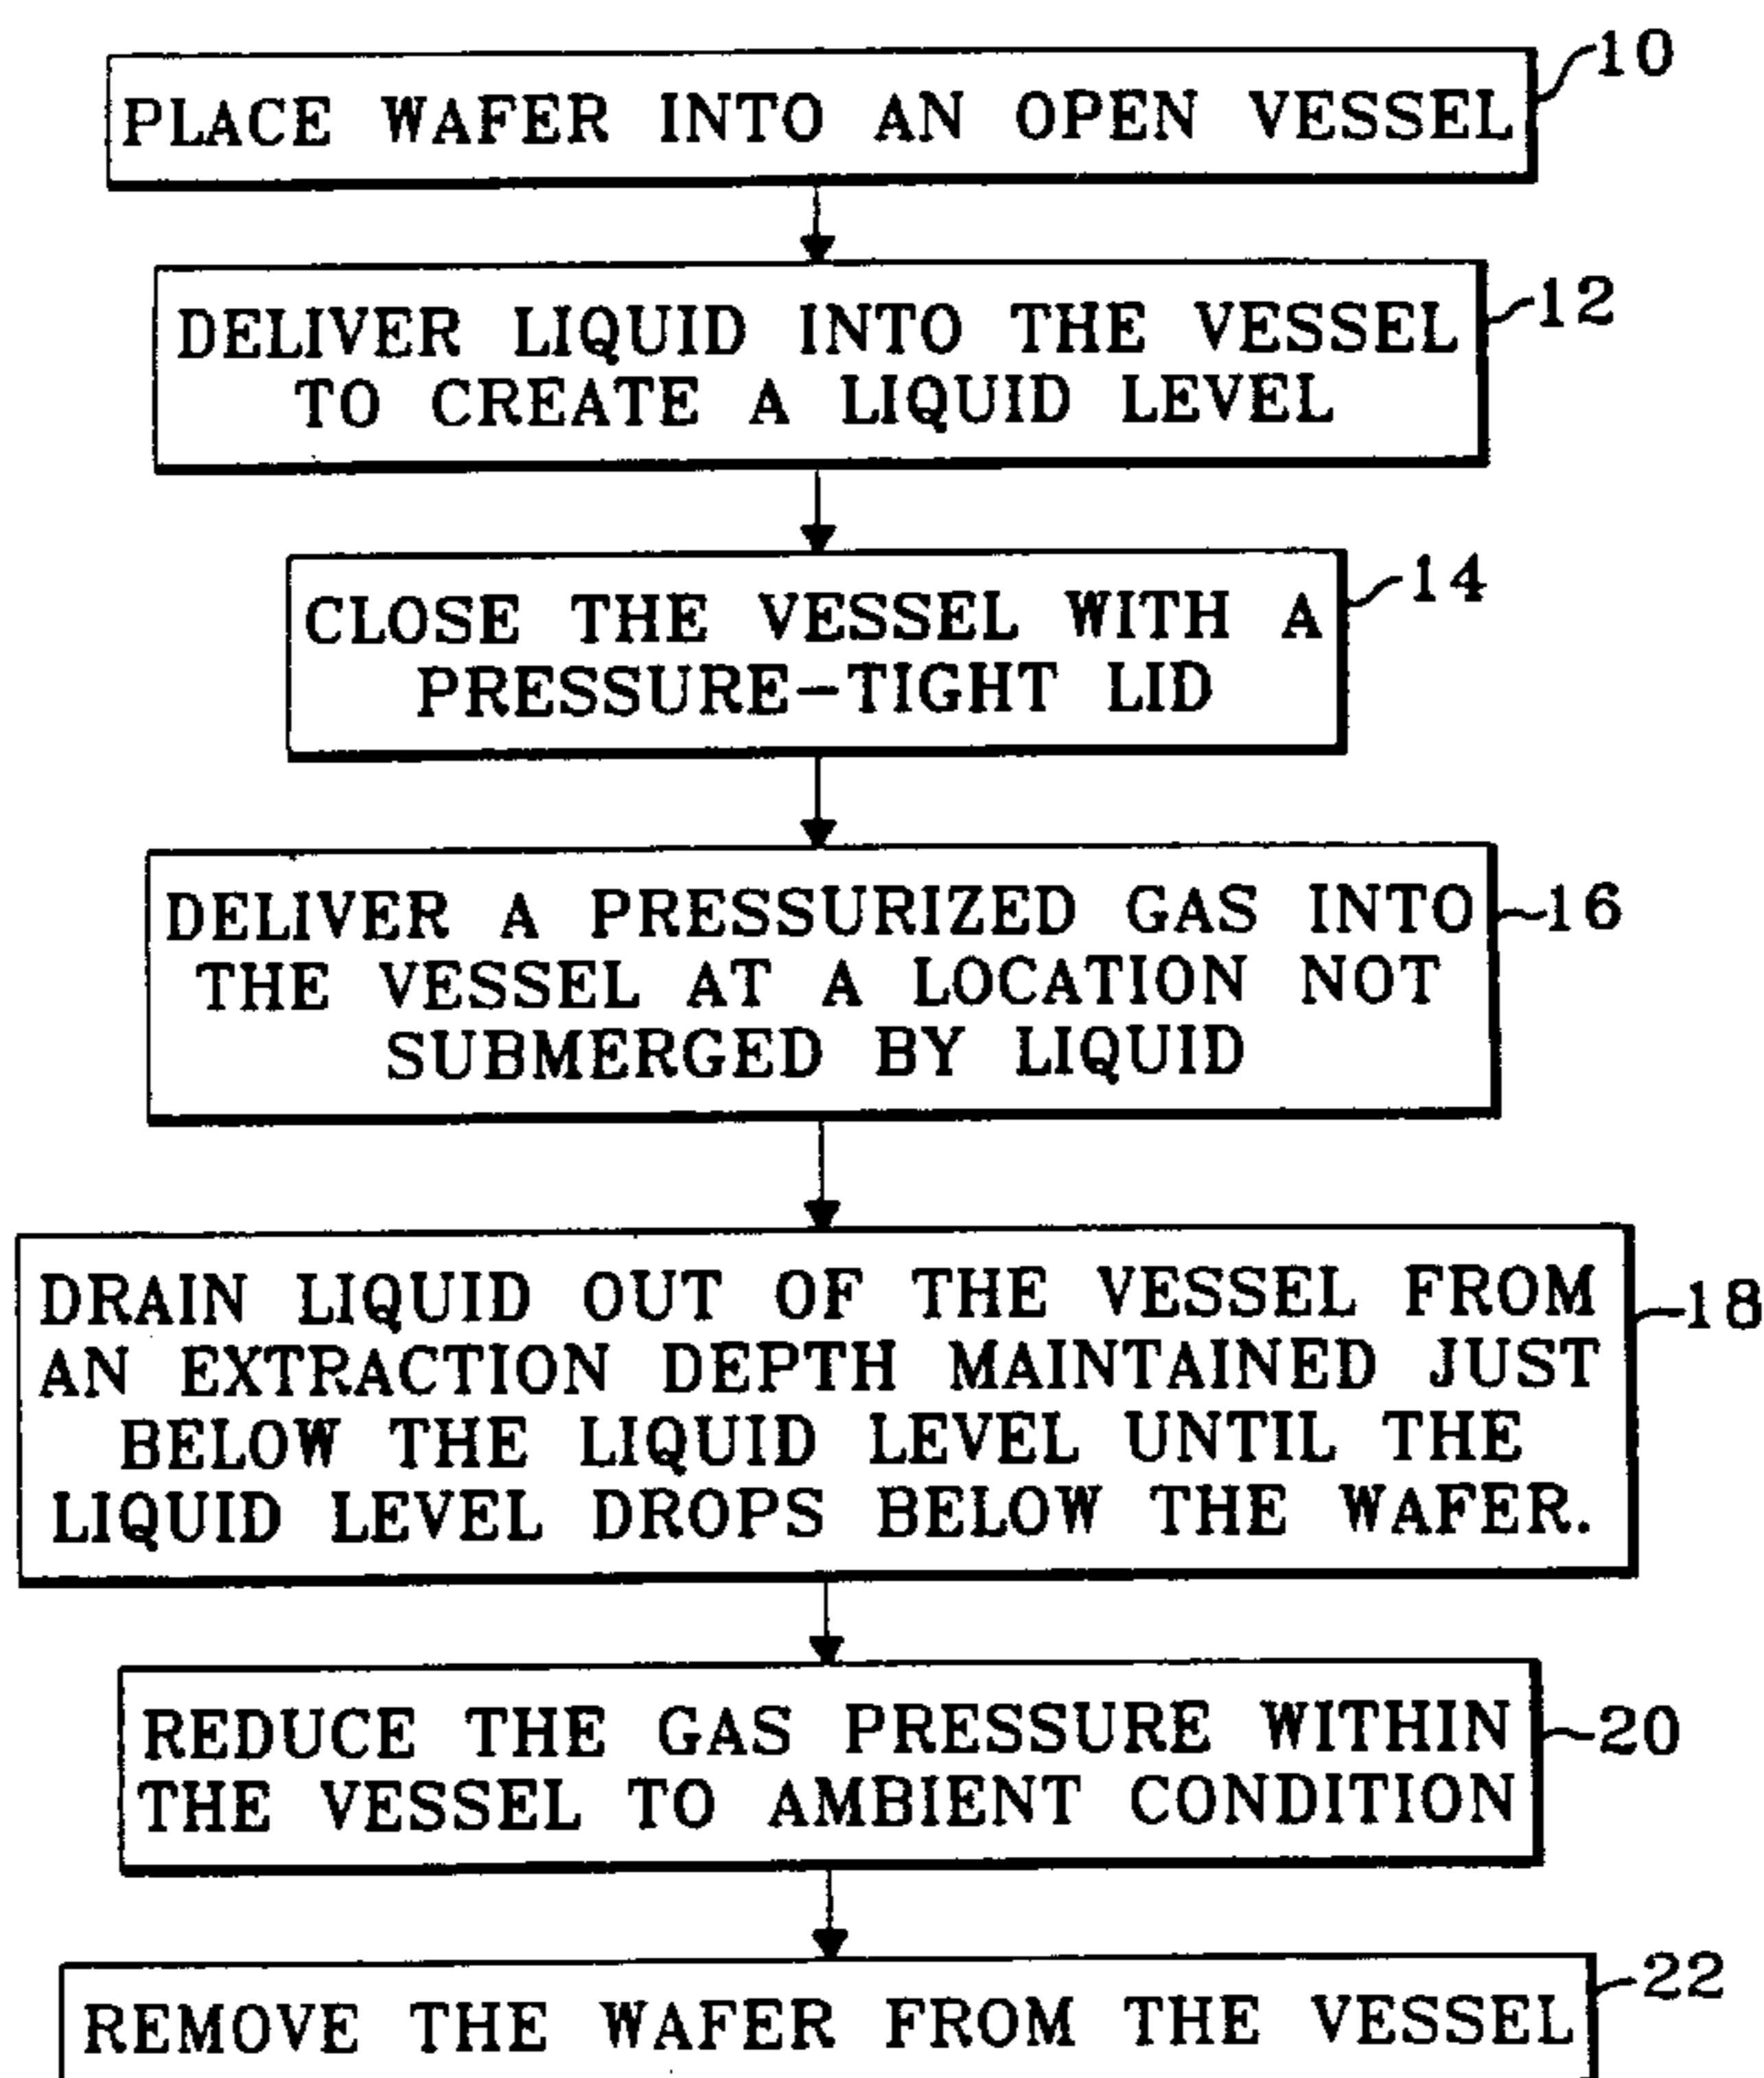 10
PLACE WAFER INTO AN OPEN VESSEL
12
DELIVER LIQUID INTO THE VESSEL
TO CREATE A LIQUID LEVEL
14
CLOSE THE VESSEL WITH A
PRESSURE-TIGHT LID
16
DELIVER A PRESSURIZED GAS INTO
THE VESSEL AT A LOCATION NOT
SUBMERGED BY LIQUID
18
DRAIN LIQUID OUT OF THE VESSEL FROM
AN EXTRACTION DEPTH MAINTAINED JUST
BELOW THE LIQUID LEVEL UNTIL THE
LIQUID LEVEL DROPS BELOW THE WAFER.
20
REDUCE THE GAS PRESSURE WITHIN
THE VESSEL TO AMBIENT CONDITION
22
REMOVE THE WAFER FROM THE VESSEL